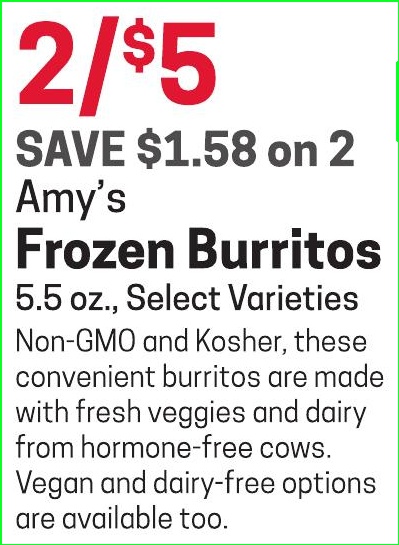 2/$5
SAVE $1.58 on 2
Amy's
Frozen Burritos
5.5 oz., Select Varieties
Non-GMO and Kosher, these
convenient burritos are made
with fresh veggies and dairy
from hormone-free cows.
Vegan and dairy-free options
are available too.